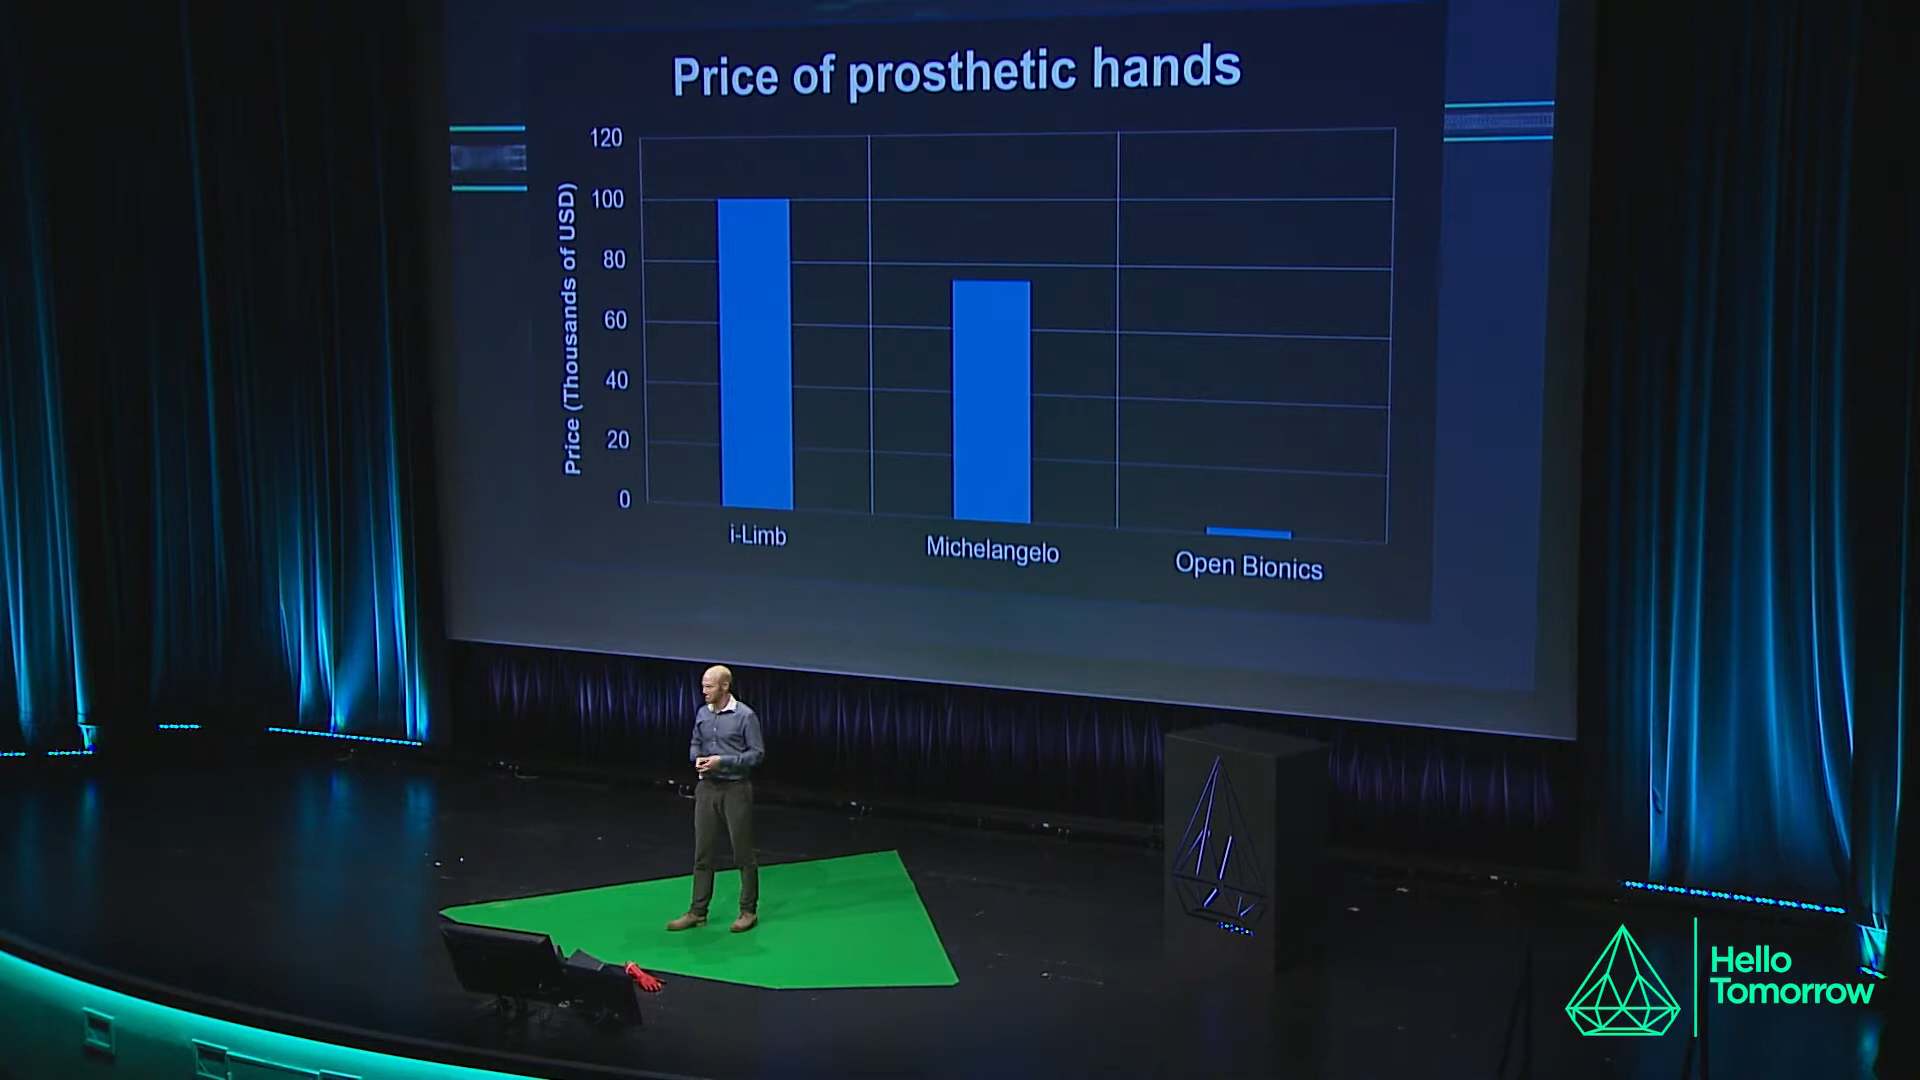 Price of prosthetic hands
Price (Thousands of USD)
120
100
80
60
40
20
0
i-Limb
Michelangelo
Open Bionics
Hello
Tomorrow